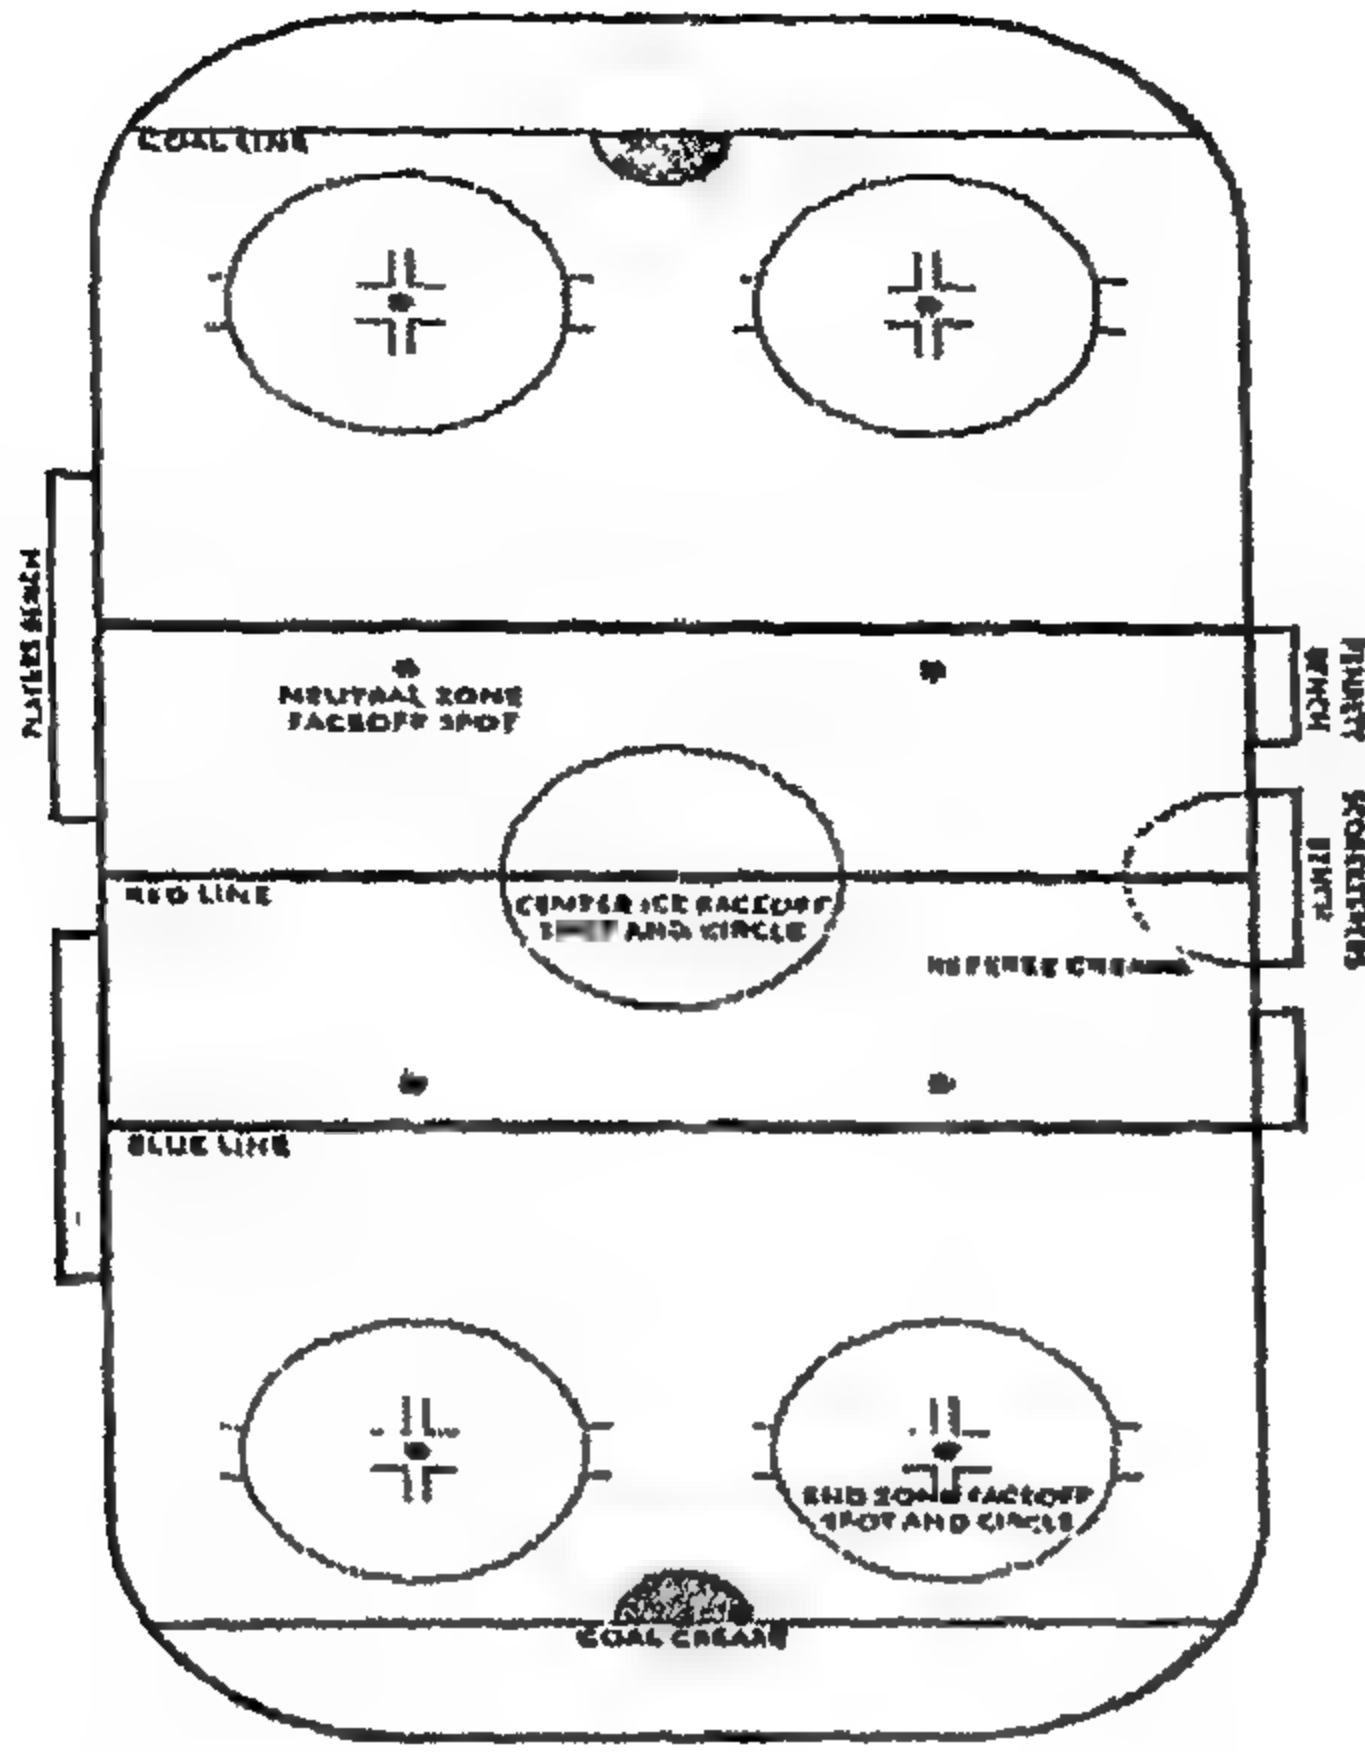 GOAL LINE
PLAYERS BENCH
PENALTY
BENCH
NEUTRAL ZONE
FACEOFF SPOT
SCOREKEEPERS
BENCH
RED LINE
CENTER ICE FACEOFF
SPOT AND CIRCLE
REFEREE CREASE
BLUE LINE
END ZONE FACEOFF
SPOT AND CIRCLE
GOAL CREASE